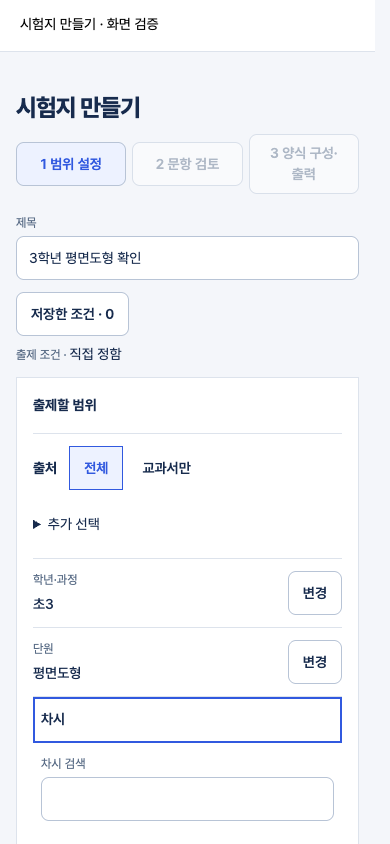 시험지 만들기 · 화면 검증
시험지 만들기
1 범위 설정
2 문항 검토
3 양식 구성·
출력
제목
3학년 평면도형 확인
저장한 조건 · 0
출제 조건 · 직접 정함
출제할 범위
출처 전체 교과서만
▶ 추가 선택
학년·과정
초3
변경
단원
평면도형
변경
차시
차시 검색